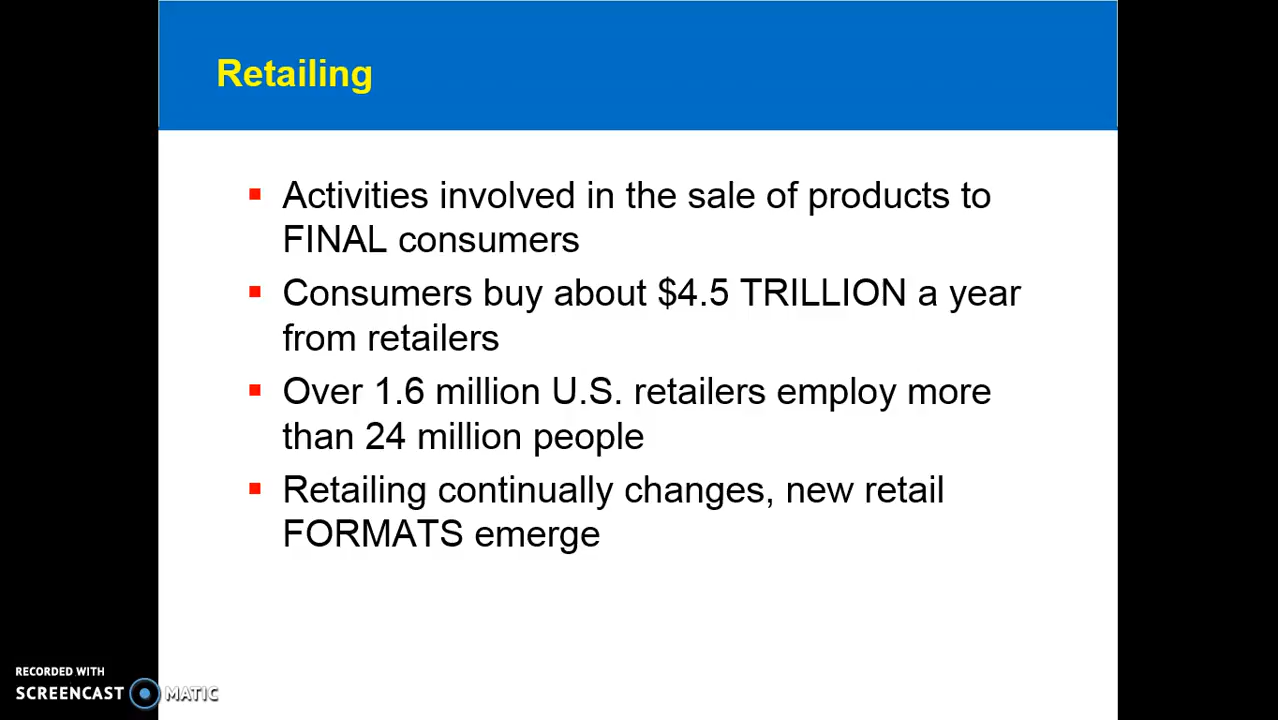 Retailing
Activities involved in the sale of products to
FINAL consumers
Consumers buy about $4.5 TRILLION a year
from retailers
Over 1.6 million U.S. retailers employ more
than 24 million people
Retailing continually changes, new retail
FORMATS emerge
RECORDED WITH
SCREENCAST MATIC